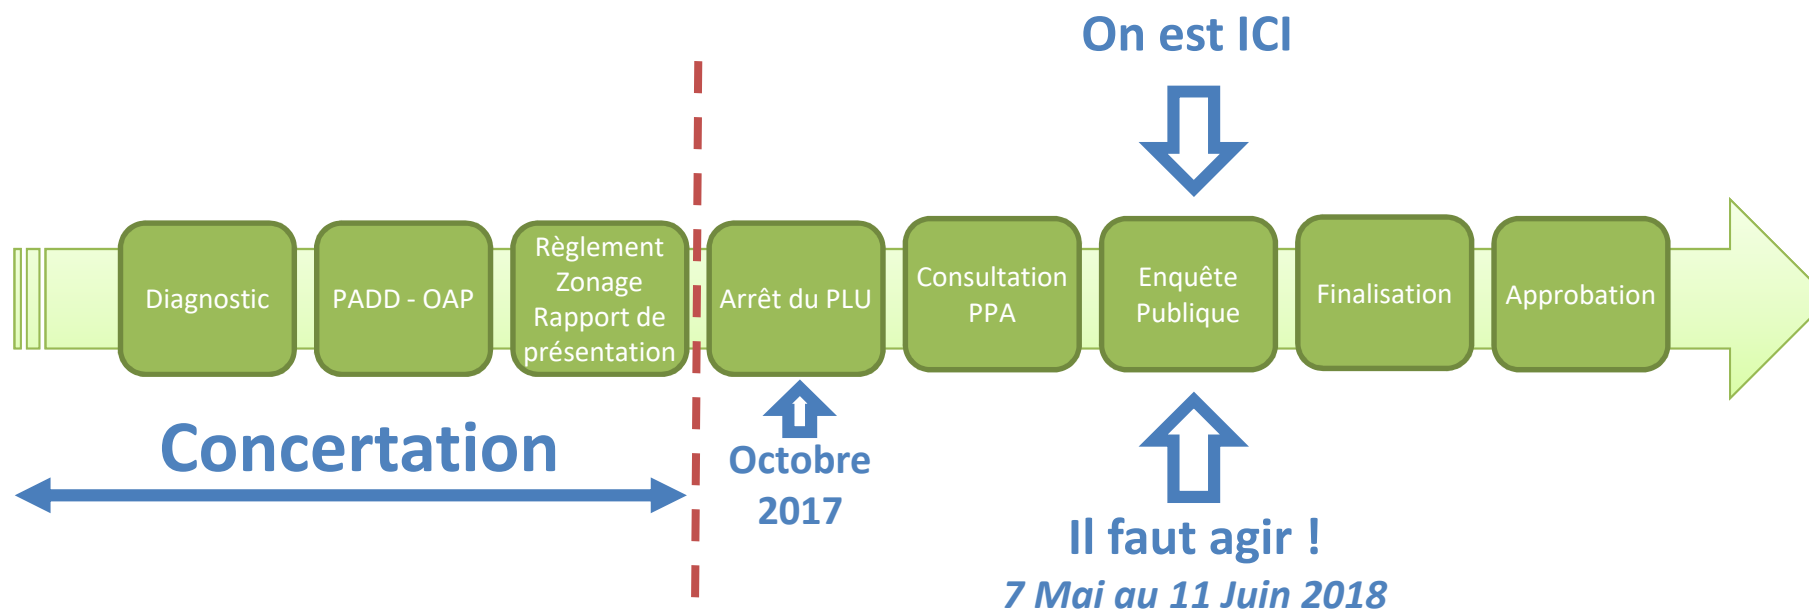 On est ICI
Diagnostic
PADD - OAP
Règlement
Zonage
Rapport de
présentation
Arrêt du PLU
Consultation
PPA
Enquête
Publique
Finalisation
Approbation
Concertation
Octobre
2017
Il faut agir !
7 Mai au 11 Juin 2018